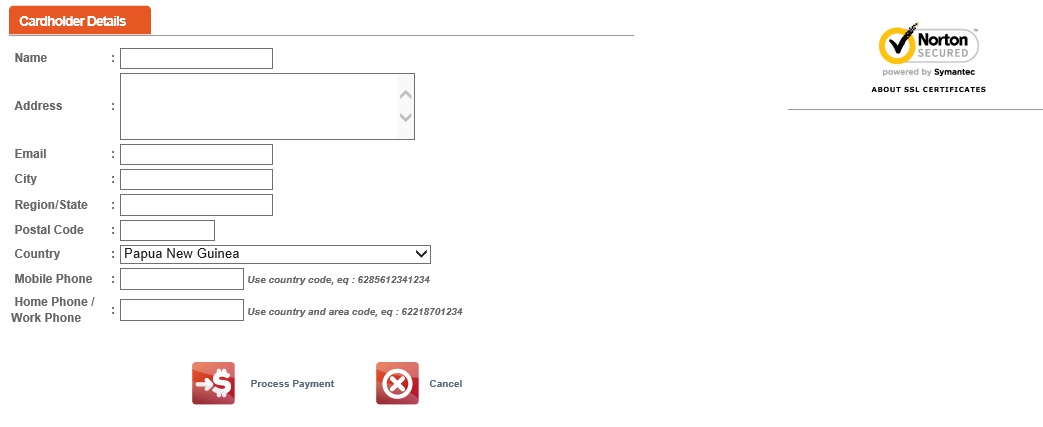 Cardholder Details
Name :
Address :
Email :
City :
Region/State :
Postal Code :
Country : Papua New Guinea
Mobile Phone : Use country code, eq : 6285612341234
Home Phone /
Work Phone : Use country and area code, eq : 62218701234
Process Payment Cancel
Norton
SECURED
powered by Symantec
ABOUT SSL CERTIFICATES